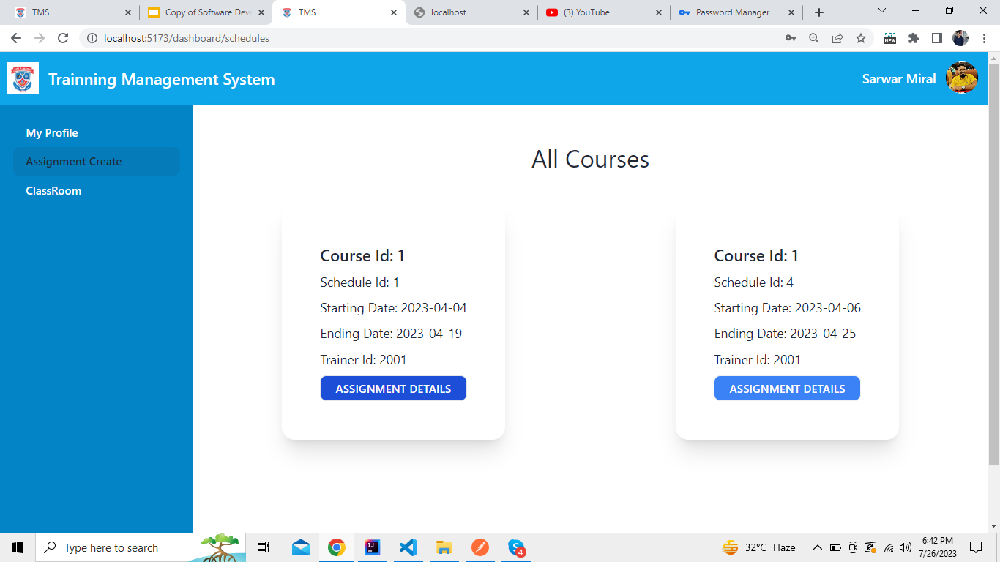 TMS
Copy of Software Deve
TMS
localhost
(3) YouTube
Password Manager
localhost:5173/dashboard/schedules
NEW
Trainning Management System
Sarwar Miral
My Profile
Assignment Create
ClassRoom
All Courses
Course Id: 1
Schedule Id: 1
Starting Date: 2023-04-04
Ending Date: 2023-04-19
Trainer Id: 2001
ASSIGNMENT DETAILS
Course Id: 1
Schedule Id: 4
Starting Date: 2023-04-06
Ending Date: 2023-04-25
Trainer Id: 2001
ASSIGNMENT DETAILS
Type here to search
4
32°C Haze
6:42 PM
7/26/2023